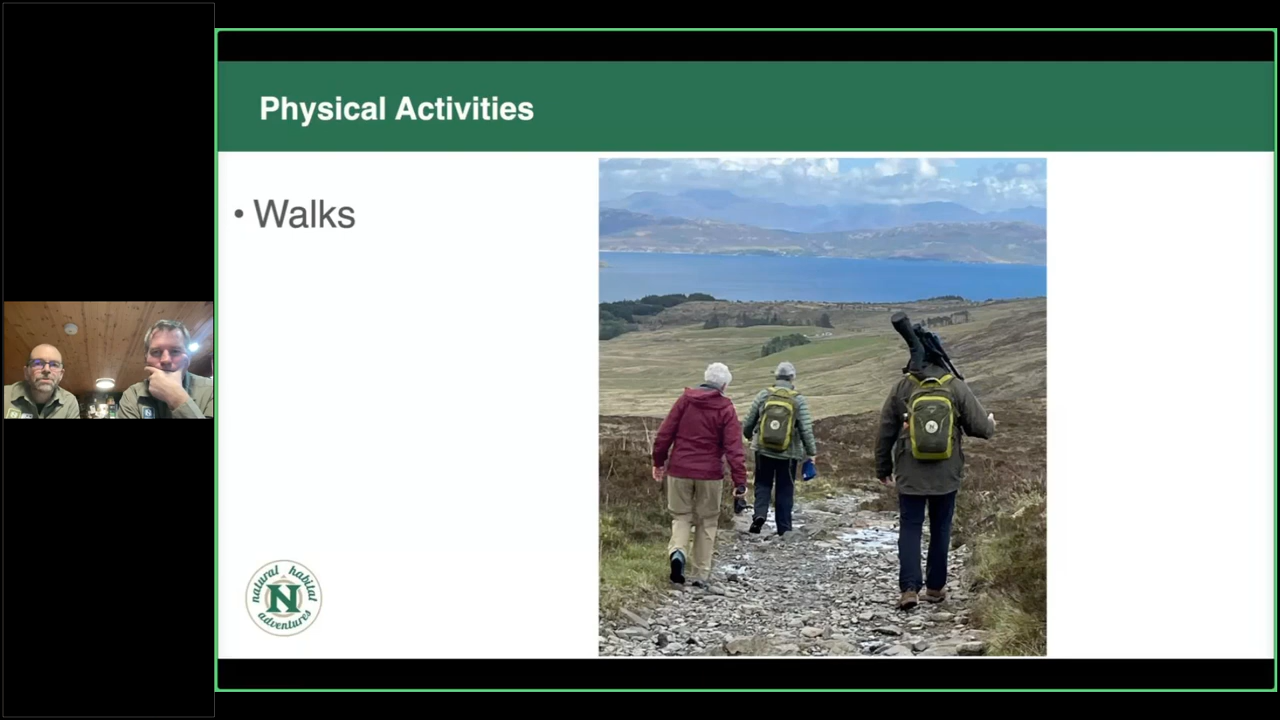 Physical Activities
• Walks
natural habitat
N
adventures